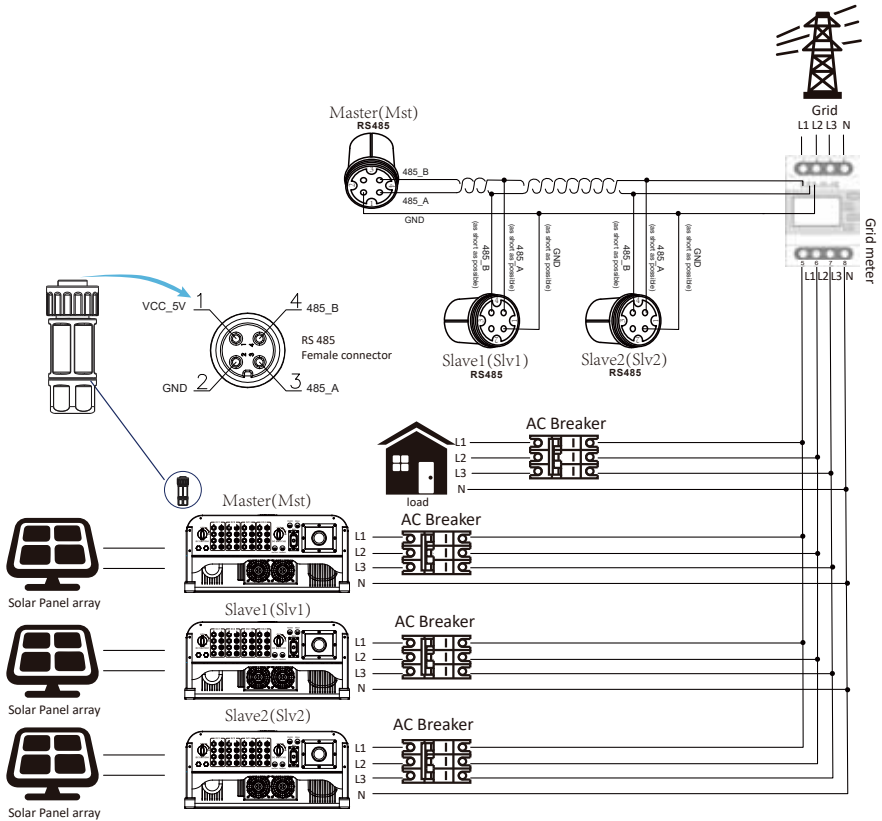 Grid
L1 L2 L3 N
Master(Mst)
RS485
485_B
485_A
GND
Grid meter
5 6 7 8
L1 L2 L3 N
485_B
(as short as possible)
485_A
(as short as possible)
GND
(as short as possible)
485_B
(as short as possible)
485_A
(as short as possible)
GND
(as short as possible)
Slave1(Slv1)
RS485
Slave2(Slv2)
RS485
VCC_5V
1
4
485_B
RS 485
Female connector
GND
2
3
485_A
AC Breaker
L1
L2
L3
N
load
Master(Mst)
AC Breaker
L1
L2
L3
N
Solar Panel array
Slave1(Slv1)
AC Breaker
L1
L2
L3
N
Solar Panel array
Slave2(Slv2)
AC Breaker
L1
L2
L3
N
Solar Panel array